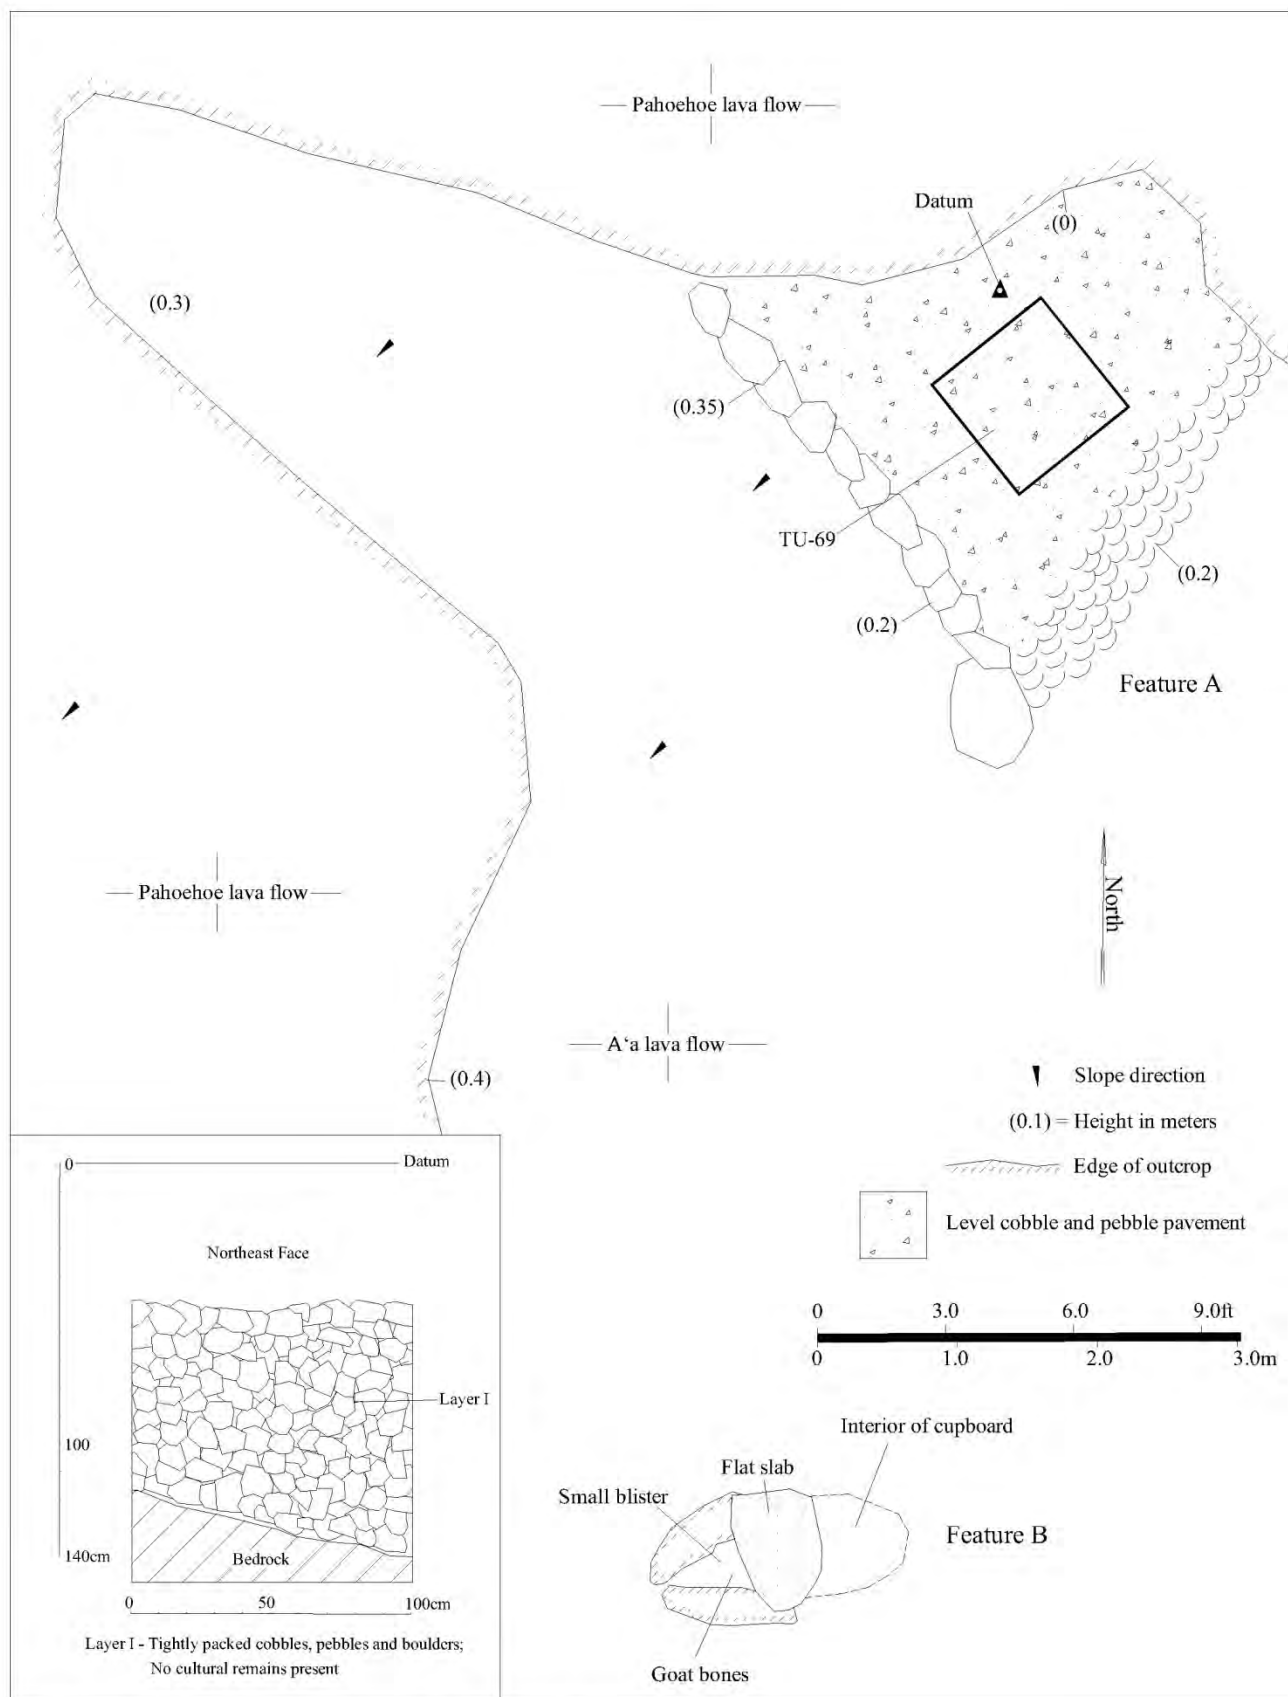 Pahoehoe lava flow
Datum
(0)
(0.3)
(0.35)
TU-69
(0.2)
(0.2)
Feature A
Pahoehoe lava flow
North
A‘a lava flow
(0.4)
Slope direction
(0.1) = Height in meters
Edge of outcrop
Level cobble and pebble pavement
0 3.0 6.0 9.0ft
0 1.0 2.0 3.0m
0 Datum
Northeast Face
Layer I
100
140cm
Bedrock
0 50 100cm
Layer I - Tightly packed cobbles, pebbles and boulders;
No cultural remains present
Interior of cupboard
Flat slab
Small blister
Feature B
Goat bones